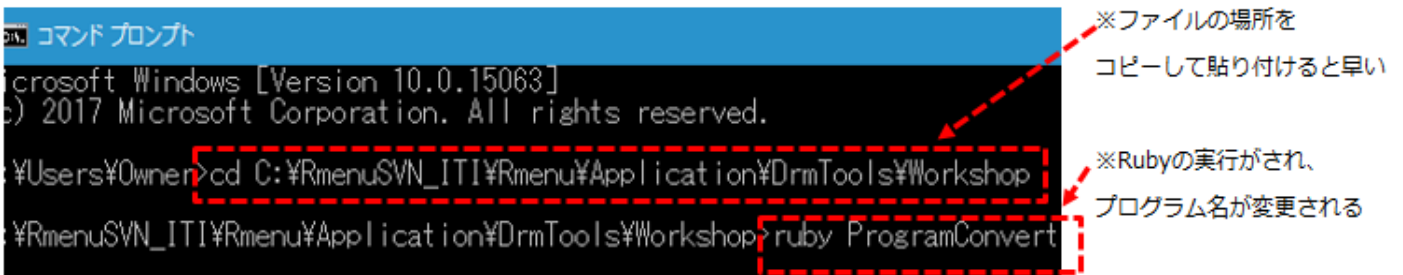 コマンド プロンプト
icrosoft Windows [Version 10.0.15063]
c) 2017 Microsoft Corporation. All rights reserved.
:¥Users¥Owner>cd C:¥RmenuSVN_ITI¥Rmenu¥Application¥DrmTools¥Workshop
:¥RmenuSVN_ITI¥Rmenu¥Application¥DrmTools¥Workshop>ruby ProgramConvert
※ファイルの場所を
コピーして貼り付けると早い
※Rubyの実行がされ、
プログラム名が変更される